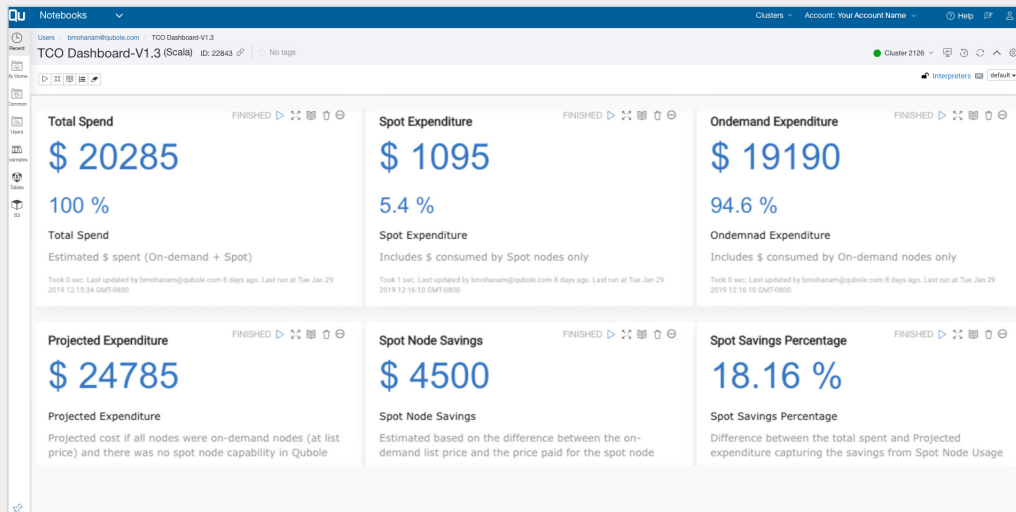 Qu Notebooks Clusters Account: Your Account Name Help
Users / bmohanam@qubole.com / TCO Dashboard-V1.3
TCO Dashboard-V1.3 (Scala) ID: 22843 No tags Cluster 2126
Interpreters default
Recent
My Home
Common
Users
Examples
Tables
S3
Total Spend FINISHED
$ 20285
100 %
Total Spend
Estimated $ spent (On-demand + Spot)
Took 0 sec. Last updated by bmohanam@qubole.com 8 days ago. Last run at Tue Jan 29
2019 12:15:34 GMT-0800
Spot Expenditure FINISHED
$ 1095
5.4 %
Spot Expenditure
Includes $ consumed by Spot nodes only
Took 1 sec. Last updated by bmohanam@qubole.com 8 days ago. Last run at Tue Jan 29
2019 12:16:10 GMT-0800
Ondemand Expenditure FINISHED
$ 19190
94.6 %
Ondemnad Expenditure
Includes $ consumed by On-demand nodes only
Took 0 sec. Last updated by bmohanam@qubole.com 8 days ago. Last run at Tue Jan 29
2019 12:16:10 GMT-0800
Projected Expenditure FINISHED
$ 24785
Projected Expenditure
Projected cost if all nodes were on-demand nodes (at list
price) and there was no spot node capability in Qubole
Spot Node Savings FINISHED
$ 4500
Spot Node Savings
Estimated based on the difference between the on-
demand list price and the price paid for the spot node
Spot Savings Percentage FINISHED
18.16 %
Spot Savings Percentage
Difference between the total spent and Projected
expenditure capturing the savings from Spot Node Usage